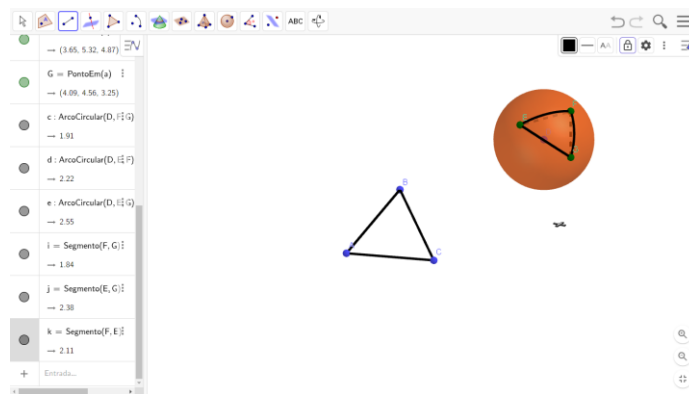 ABC
→ (3.65, 5.32, 4.87)
AA
G = PontoEm(a)
→ (4.09, 4.56, 3.25)
c : ArcoCircular(D, F, G)
→ 1.91
d : ArcoCircular(D, E, F)
→ 2.22
e : ArcoCircular(D, E, G)
→ 2.55
i = Segmento(F, G)
→ 1.84
j = Segmento(E, G)
→ 2.38
k = Segmento(F, E)
→ 2.11
Entrada...
B
A
C